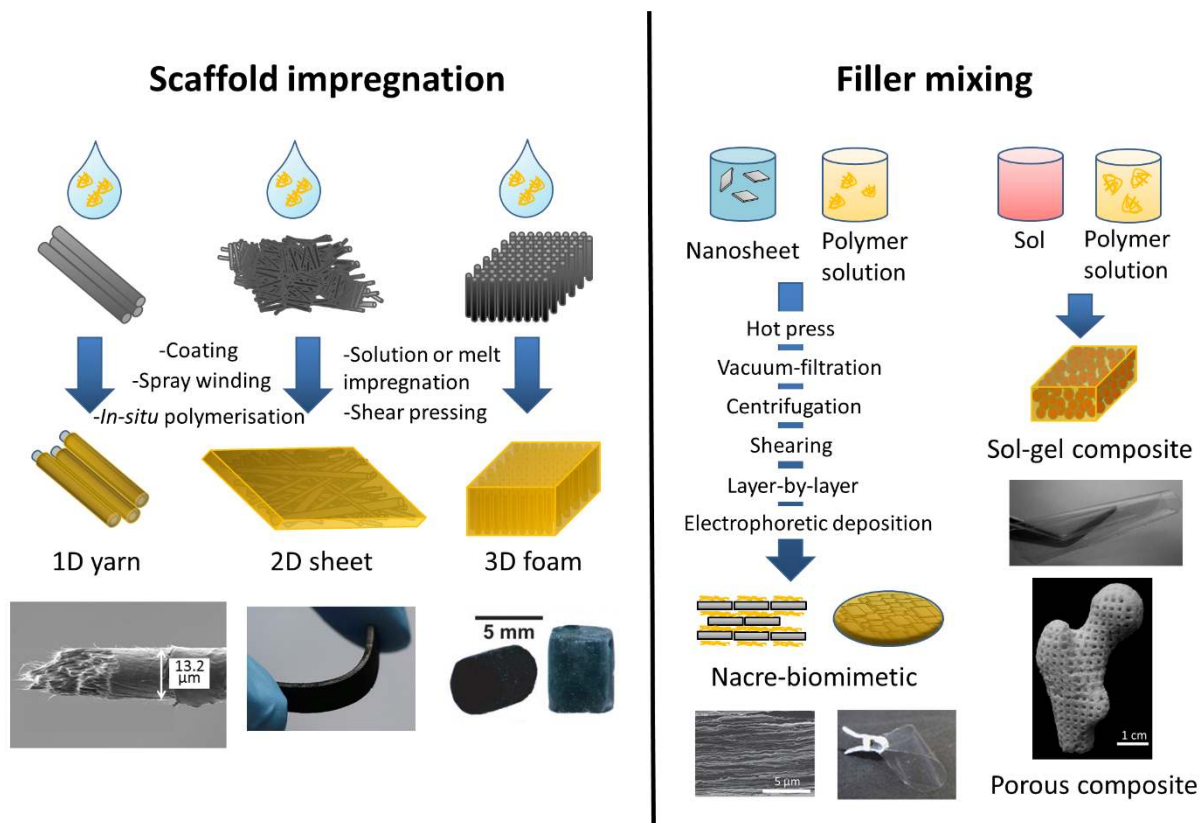 Scaffold impregnation
-Coating
-Spray winding
-In-situ polymerisation
-Solution or melt
impregnation
-Shear pressing
1D yarn
2D sheet
3D foam
13.2
µm
5 mm
Filler mixing
Nanosheet
Polymer
solution
Sol
Polymer
solution
Hot press
Vacuum-filtration
Centrifugation
Shearing
Layer-by-layer
Electrophoretic deposition
Nacre-biomimetic
5 µm
Sol-gel composite
1 cm
Porous composite